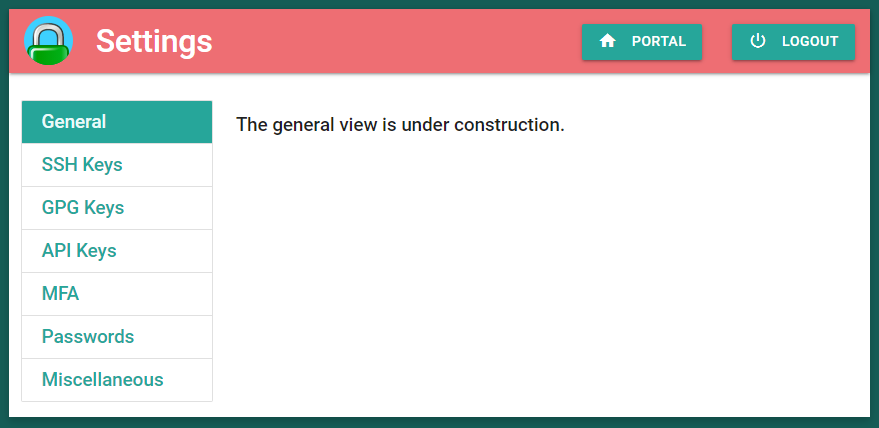 Settings
PORTAL
LOGOUT
General
SSH Keys
GPG Keys
API Keys
MFA
Passwords
Miscellaneous
The general view is under construction.